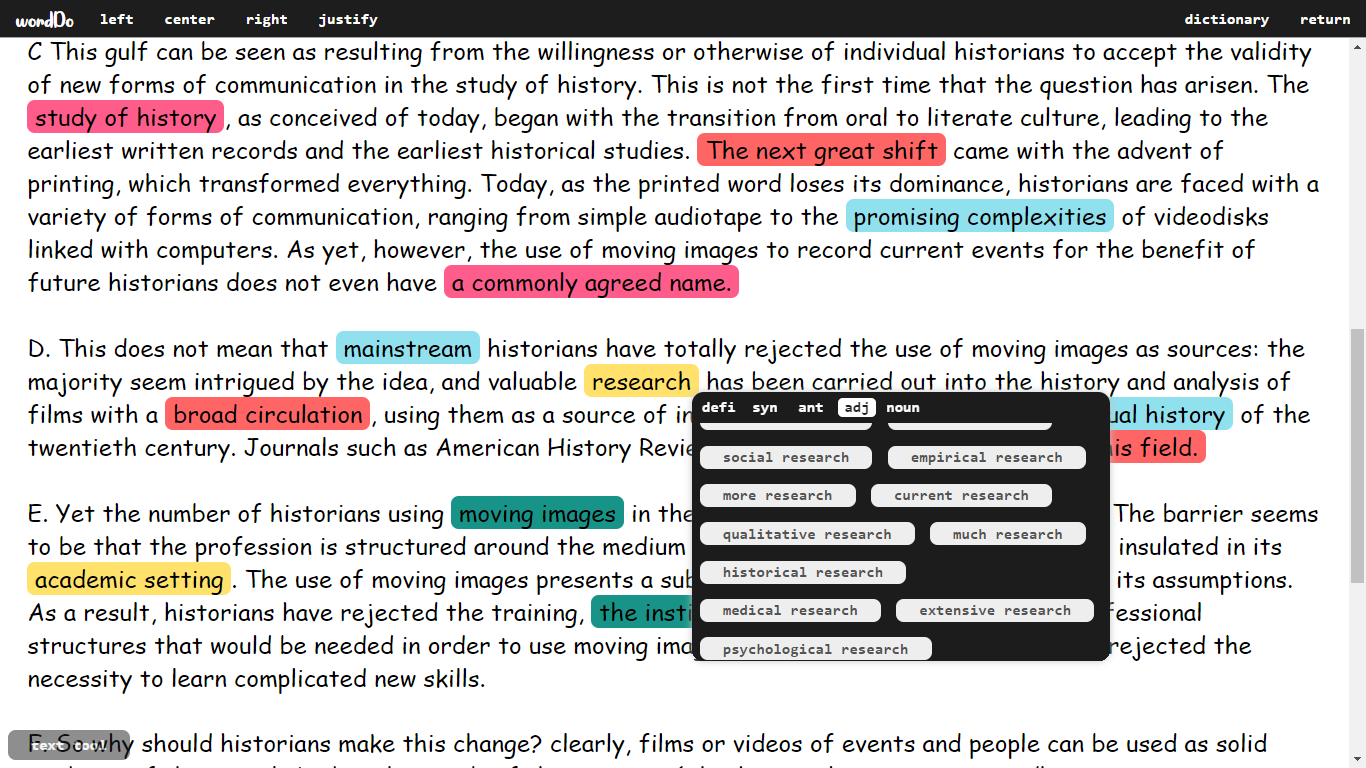 wordDo left center right justify dictionary return
C This gulf can be seen as resulting from the willingness or otherwise of individual historians to accept the validity
of new forms of communication in the study of history. This is not the first time that the question has arisen. The
study of history, as conceived of today, began with the transition from oral to literate culture, leading to the
earliest written records and the earliest historical studies. The next great shift came with the advent of
printing, which transformed everything. Today, as the printed word loses its dominance, historians are faced with a
variety of forms of communication, ranging from simple audiotape to the promising complexities of videodisks
linked with computers. As yet, however, the use of moving images to record current events for the benefit of
future historians does not even have a commonly agreed name.
D. This does not mean that mainstream historians have totally rejected the use of moving images as sources: the
majority seem intrigued by the idea, and valuable research has been carried out into the history and analysis of
films with a broad circulation, using them as a source of in ual history of the
twentieth century. Journals such as American History Revie is field.
E. Yet the number of historians using moving images in the The barrier seems
to be that the profession is structured around the medium insulated in its
academic setting. The use of moving images presents a sub its assumptions.
As a result, historians have rejected the training, the insti fessional
structures that would be needed in order to use moving ima rejected the
necessity to learn complicated new skills.
defi syn ant adj noun
social research empirical research
more research current research
qualitative research much research
historical research
medical research extensive research
psychological research
text tool
F. So why should historians make this change? clearly, films or videos of events and people can be used as solid